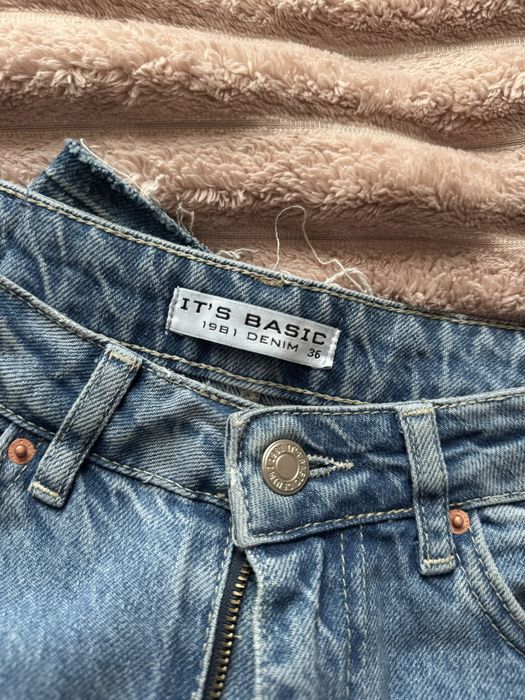 IT'S BASIC
1981 DENIM 36